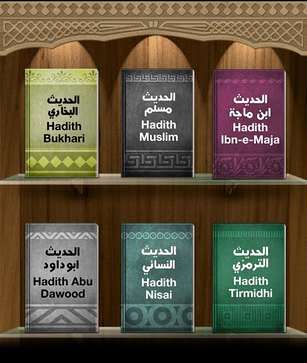 الحديث
البخاري
Hadith
Bukhari
الحديث
مسلم
Hadith
Muslim
الحديث
ابن ماجة
Hadith
Ibn-e-Maja
الحديث
ابو داود
Hadith Abu
Dawood
الحديث
النسائي
Hadith
Nisai
الحديث
الترمزي
Hadith
Tirmidhi